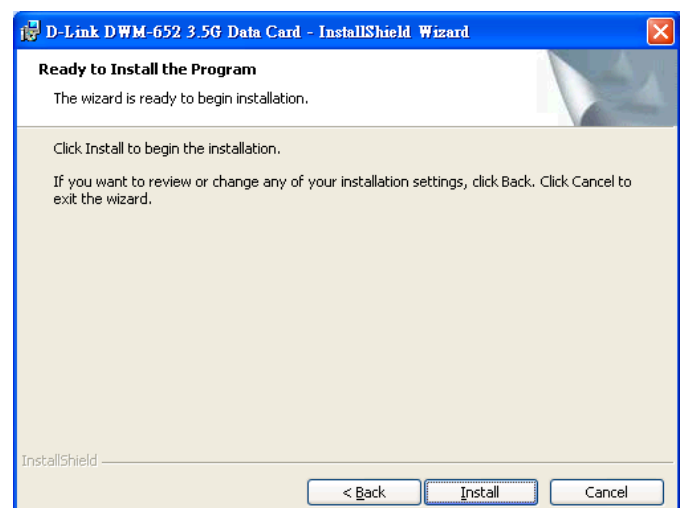 D-Link DWM-652 3.5G Data Card - InstallShield Wizard
Ready to Install the Program
The wizard is ready to begin installation.
Click Install to begin the installation.
If you want to review or change any of your installation settings, click Back. Click Cancel to
exit the wizard.
InstallShield
< Back
Install
Cancel